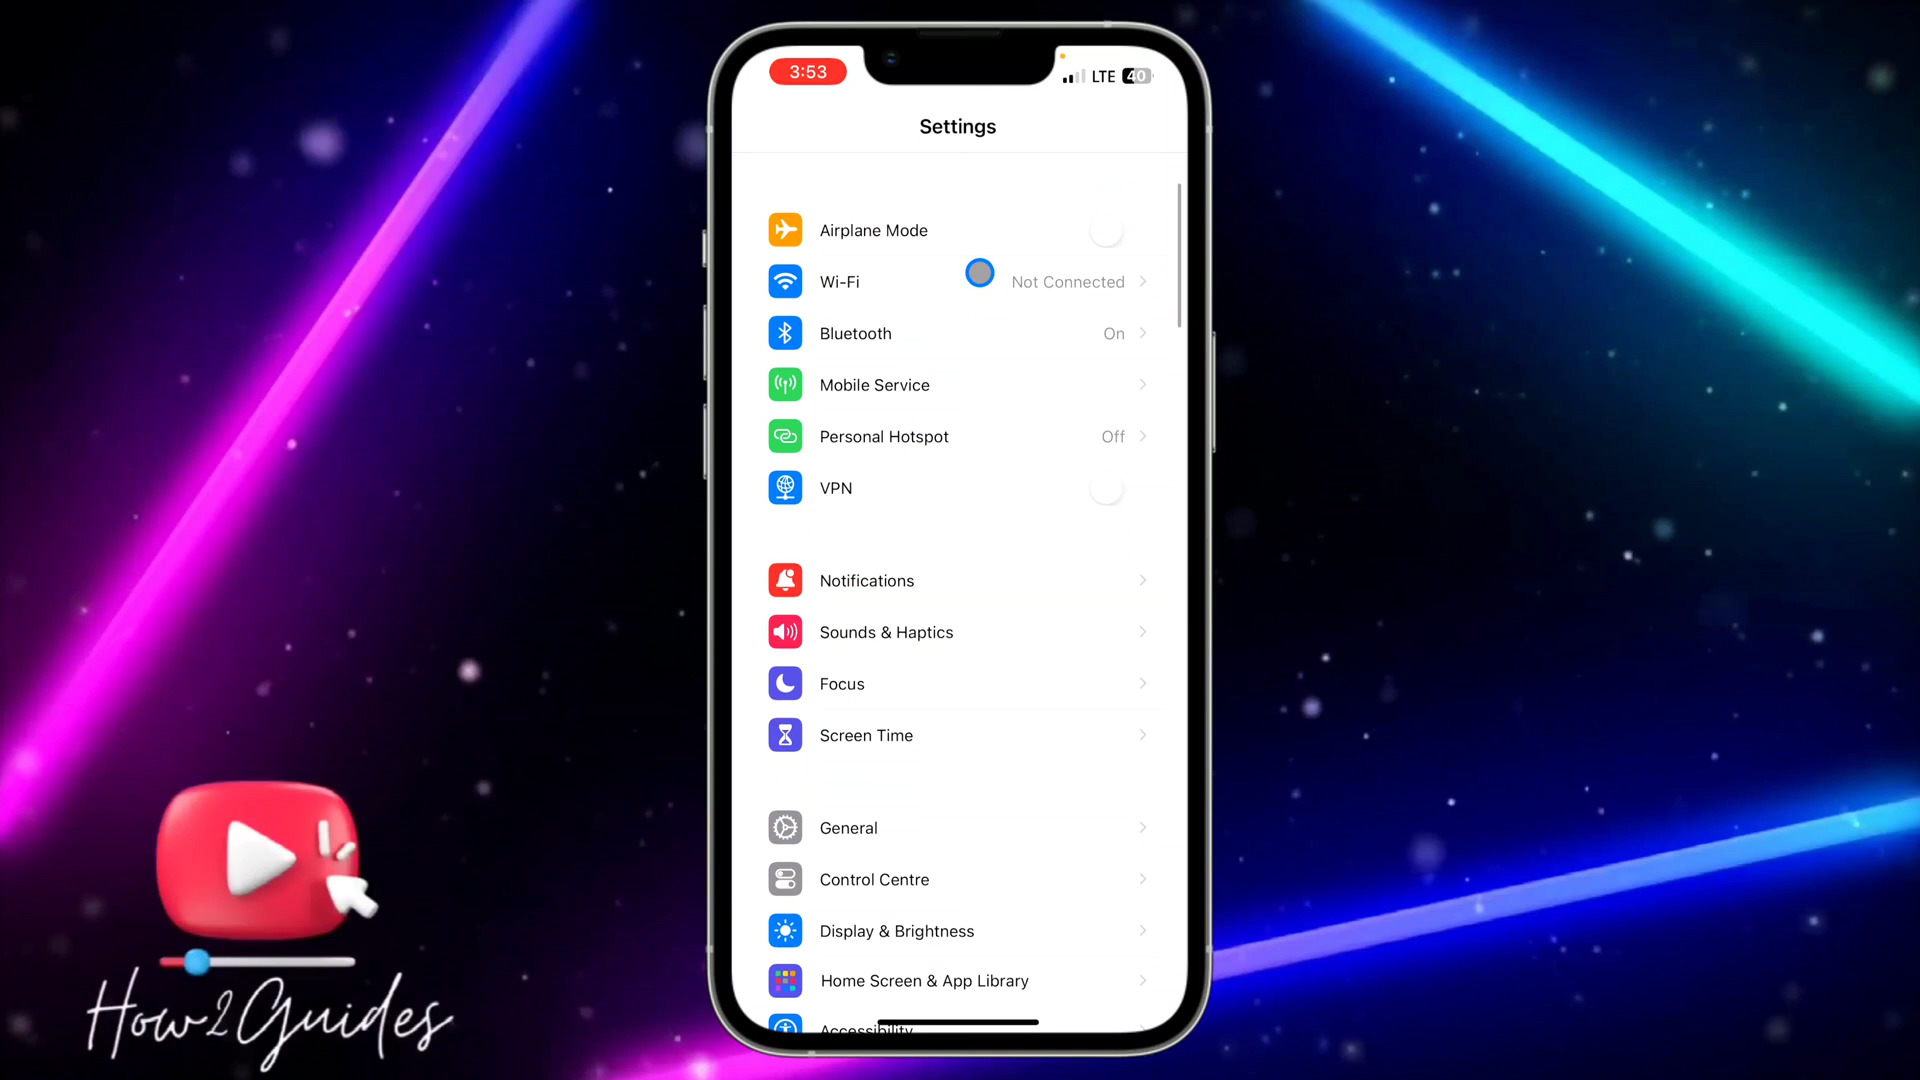 3:53
LTE 40
Settings
Airplane Mode
Wi-Fi Not Connected
Bluetooth On
Mobile Service
Personal Hotspot Off
VPN
Notifications
Sounds & Haptics
Focus
Screen Time
General
Control Centre
Display & Brightness
Home Screen & App Library
Accessibility
How2Guides